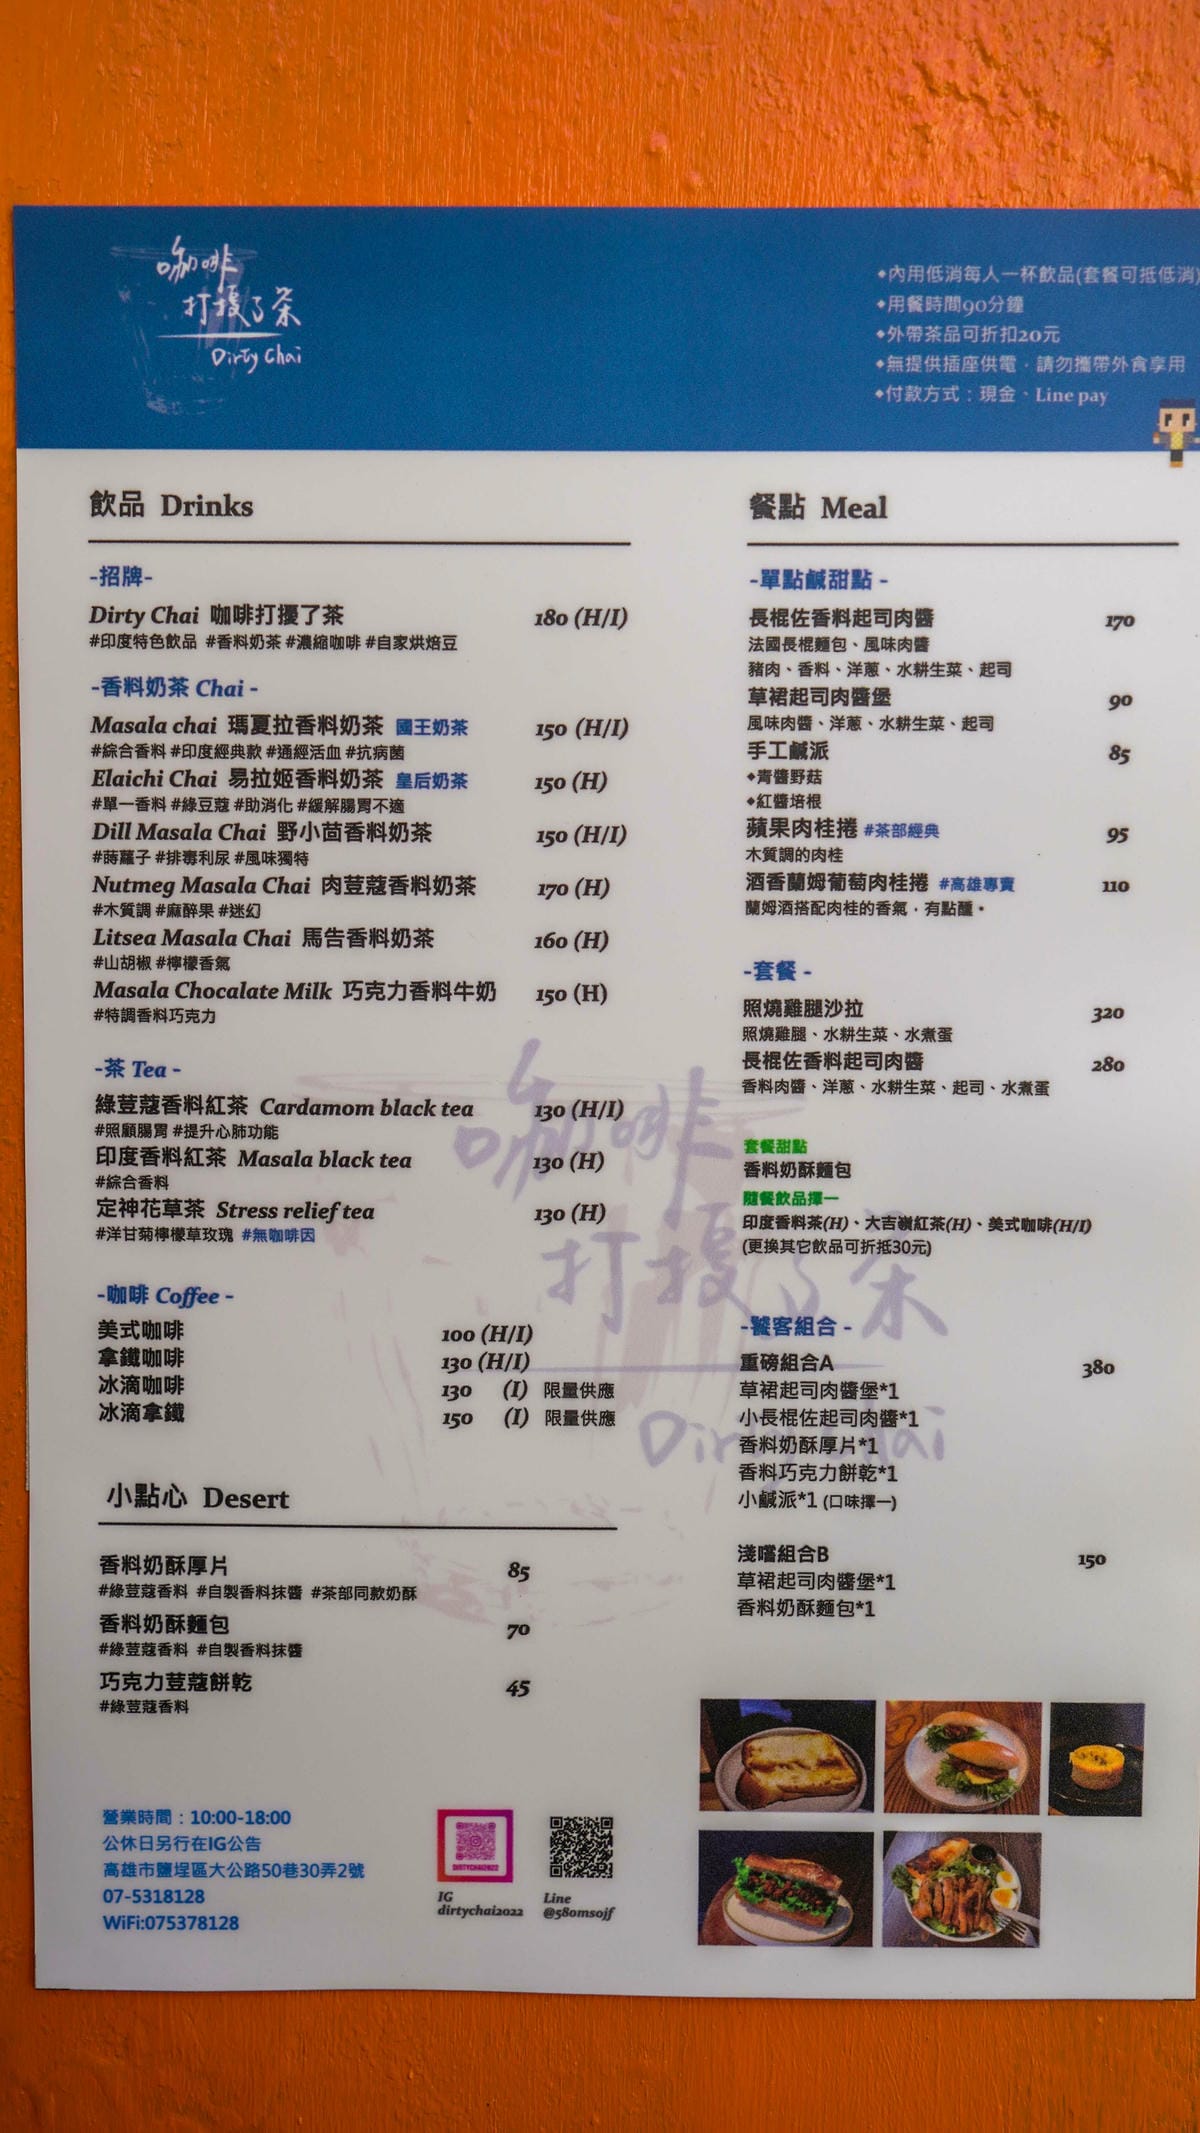 咖啡
打擾了茶
Dirty Chai
◆內用低消每人一杯飲品(套餐可抵低消)
◆用餐時間90分鐘
◆外帶茶品可折扣20元
◆無提供插座供電，請勿攜帶外食享用
◆付款方式：現金、Line pay
飲品 Drinks
-招牌-
Dirty Chai 咖啡打擾了茶 180 (H/I)
#印度特色飲品 #香料奶茶 #濃縮咖啡 #自家烘焙豆
-香料奶茶 Chai -
Masala chai 瑪夏拉香料奶茶 國王奶茶 150 (H/I)
#綜合香料 #印度經典款 #通經活血 #抗病菌
Elaichi Chai 易拉姬香料奶茶 皇后奶茶 150 (H)
#單一香料 #綠豆蔻 #助消化 #緩解腸胃不適
Dill Masala Chai 野小茴香料奶茶 150 (H/I)
#蒔蘿子 #排毒利尿 #風味獨特
Nutmeg Masala Chai 肉荳蔻香料奶茶 170 (H)
#木質調 #麻醉果 #迷幻
Litsea Masala Chai 馬告香料奶茶 160 (H)
#山胡椒 #檸檬香氣
Masala Chocalate Milk 巧克力香料牛奶 150 (H)
#特調香料巧克力
-茶 Tea -
綠荳蔻香料紅茶 Cardamom black tea 130 (H/I)
#照顧腸胃 #提升心肺功能
印度香料紅茶 Masala black tea 130 (H)
#綜合香料
定神花草茶 Stress relief tea 130 (H)
#洋甘菊檸檬草玫瑰 #無咖啡因
-咖啡 Coffee -
美式咖啡 100 (H/I)
拿鐵咖啡 130 (H/I)
冰滴咖啡 130 (I) 限量供應
冰滴拿鐵 150 (I) 限量供應
小點心 Desert
香料奶酥厚片 85
#綠荳蔻香料 #自製香料抹醬 #茶部同款奶酥
香料奶酥麵包 70
#綠荳蔻香料 #自製香料抹醬
巧克力荳蔻餅乾 45
#綠荳蔻香料
營業時間：10:00-18:00
公休日另行在IG公告
高雄市鹽埕區大公路50巷30弄2號
07-5318128
WiFi:075378128
DIRTYCHAI2022
IG
dirtychai2022
Line
@580msojf
餐點 Meal
-單點鹹甜點 -
長棍佐香料起司肉醬 170
法國長棍麵包、風味肉醬
豬肉、香料、洋蔥、水耕生菜、起司
草裙起司肉醬堡 90
風味肉醬、洋蔥、水耕生菜、起司
手工鹹派 85
◆青醬野菇
◆紅醬培根
蘋果肉桂捲 #茶部經典 95
木質調的肉桂
酒香蘭姆葡萄肉桂捲 #高雄專賣 110
蘭姆酒搭配肉桂的香氣，有點醺。
-套餐 -
照燒雞腿沙拉 320
照燒雞腿、水耕生菜、水煮蛋
長棍佐香料起司肉醬 280
香料肉醬、洋蔥、水耕生菜、起司、水煮蛋
套餐甜點
香料奶酥麵包
隨餐飲品擇一
印度香料茶(H)、大吉嶺紅茶(H)、美式咖啡(H/I)
(更換其它飲品可折抵30元)
-饕客組合 -
重磅組合A 380
草裙起司肉醬堡*1
小長棍佐起司肉醬*1
香料奶酥厚片*1
香料巧克力餅乾*1
小鹹派*1 (口味擇一)
淺嚐組合B 150
草裙起司肉醬堡*1
香料奶酥麵包*1
咖啡
打擾了茶
Dirty Chai